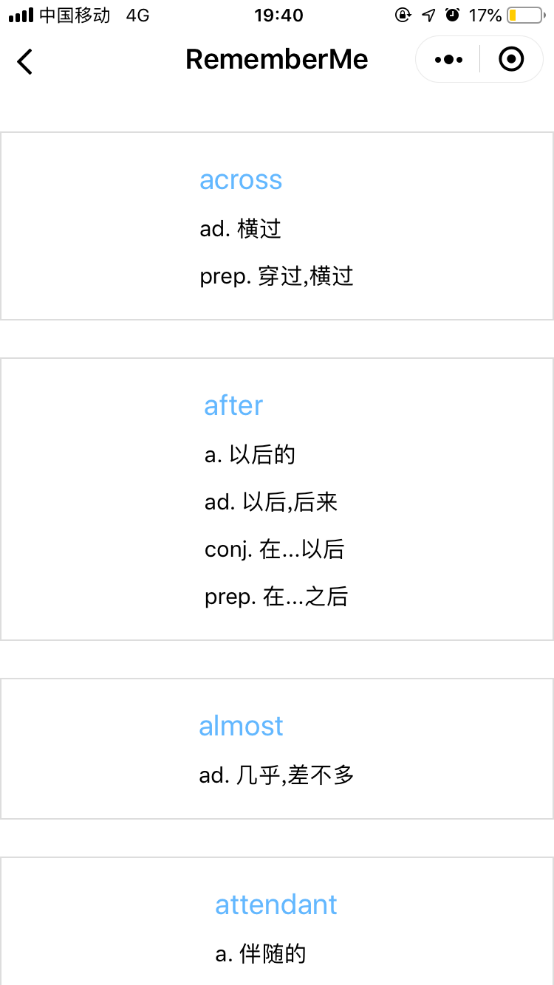 中国移动 4G 19:40 17%
RememberMe
across
ad. 横过
prep. 穿过,横过
after
a. 以后的
ad. 以后,后来
conj. 在...以后
prep. 在...之后
almost
ad. 几乎,差不多
attendant
a. 伴随的